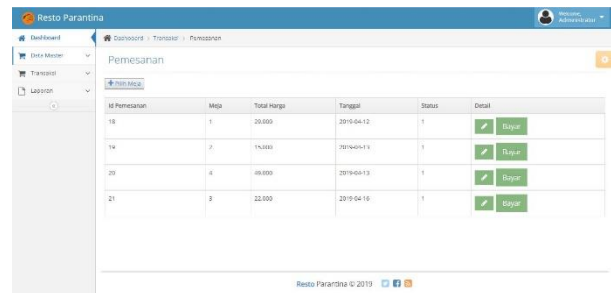 Resto Parantina
Welcome,
Administrator
Dashboard
Dashboard > Transaksi > Pemesanan
Data Master
Transaksi
Laporan
Pemesanan
Pilih Meja
Id Pemesanan Meja Total Harga Tanggal Status Detail
18 1 20.000 2019-04-12 1 Bayar
19 2 15.000 2019-04-13 1 Bayar
20 4 2019-04-13 1 Bayar
21 3 22.000 2019-04-16 1 Bayar
Resto Parantina © 2019